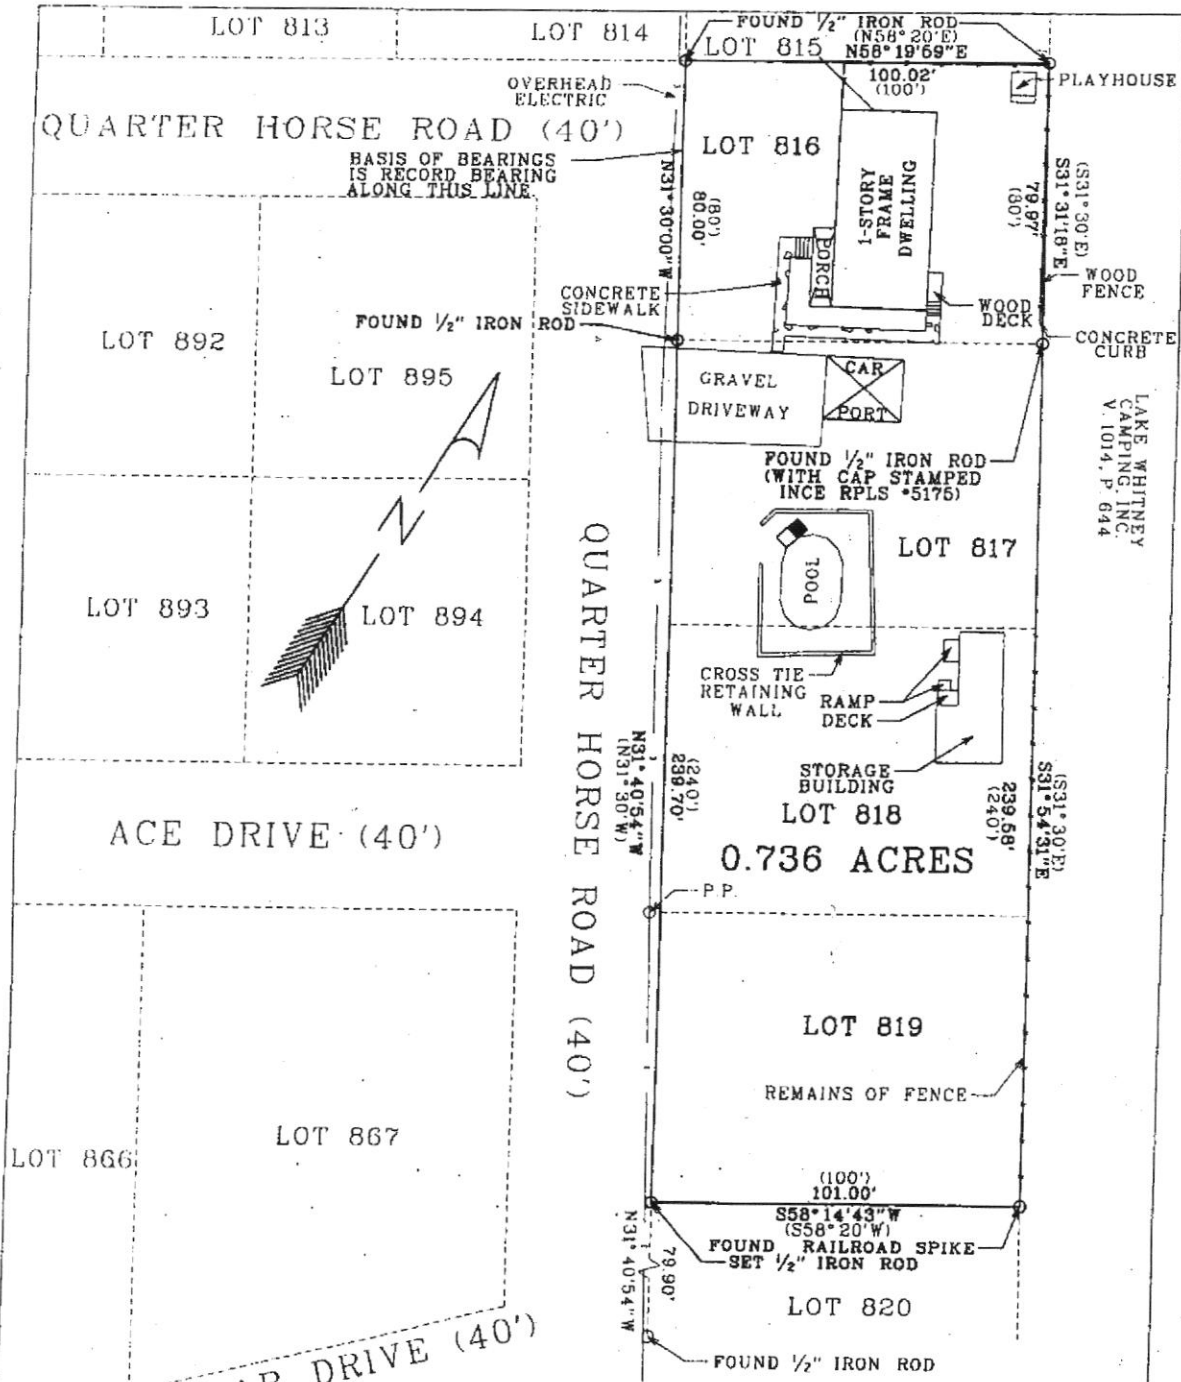 LOT 813
LOT 814
FOUND ½" IRON ROD
(N58°20'E)
N58°19'59"E
LOT 815
100.02'
(100')
PLAYHOUSE
OVERHEAD
ELECTRIC
QUARTER HORSE ROAD (40')
BASIS OF BEARINGS
IS RECORD BEARING
ALONG THIS LINE.
N31°30'00"W
(80')
80.00'
LOT 816
1-STORY
FRAME
DWELLING
PORCH
(S31°30'E)
S31°31'18"E
79.97'
(80')
WOOD
FENCE
CONCRETE
SIDEWALK
WOOD
DECK
FOUND ½" IRON ROD
CONCRETE
CURB
LOT 892
LOT 895
GRAVEL
DRIVEWAY
CAR
PORT
LAKE WHITNEY
CAMPING, INC.
V. 1014, P. 644
FOUND ½" IRON ROD
(WITH CAP STAMPED
INCE RPLS *5175)
N
QUARTER HORSE ROAD (40')
LOT 817
POOL
LOT 893
LOT 894
CROSS TIE
RETAINING
WALL
RAMP
DECK
STORAGE
BUILDING
N31°40'54"W
(N31°30'W)
(240')
239.70'
(S31°30'E)
S31°54'31"E
239.58'
(240')
LOT 818
0.736 ACRES
ACE DRIVE (40')
P.P.
LOT 819
REMAINS OF FENCE
LOT 866
LOT 867
(100')
101.00'
S58°14'43"W
(S58°20'W)
FOUND RAILROAD SPIKE
SET ½" IRON ROD
N31°40'54"W
79.90'
LOT 820
DRIVE (40')
FOUND ½" IRON ROD